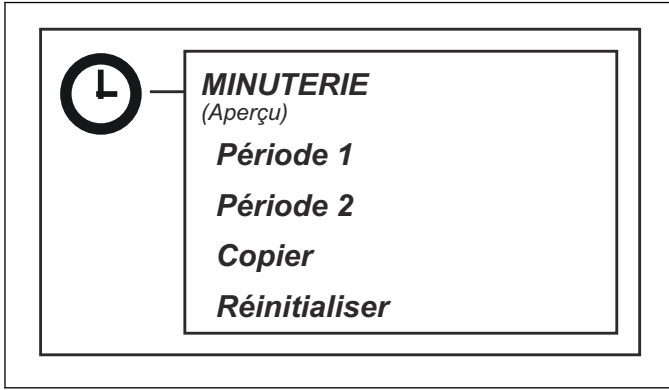 MINUTERIE
(Aperçu)
Période 1
Période 2
Copier
Réinitialiser